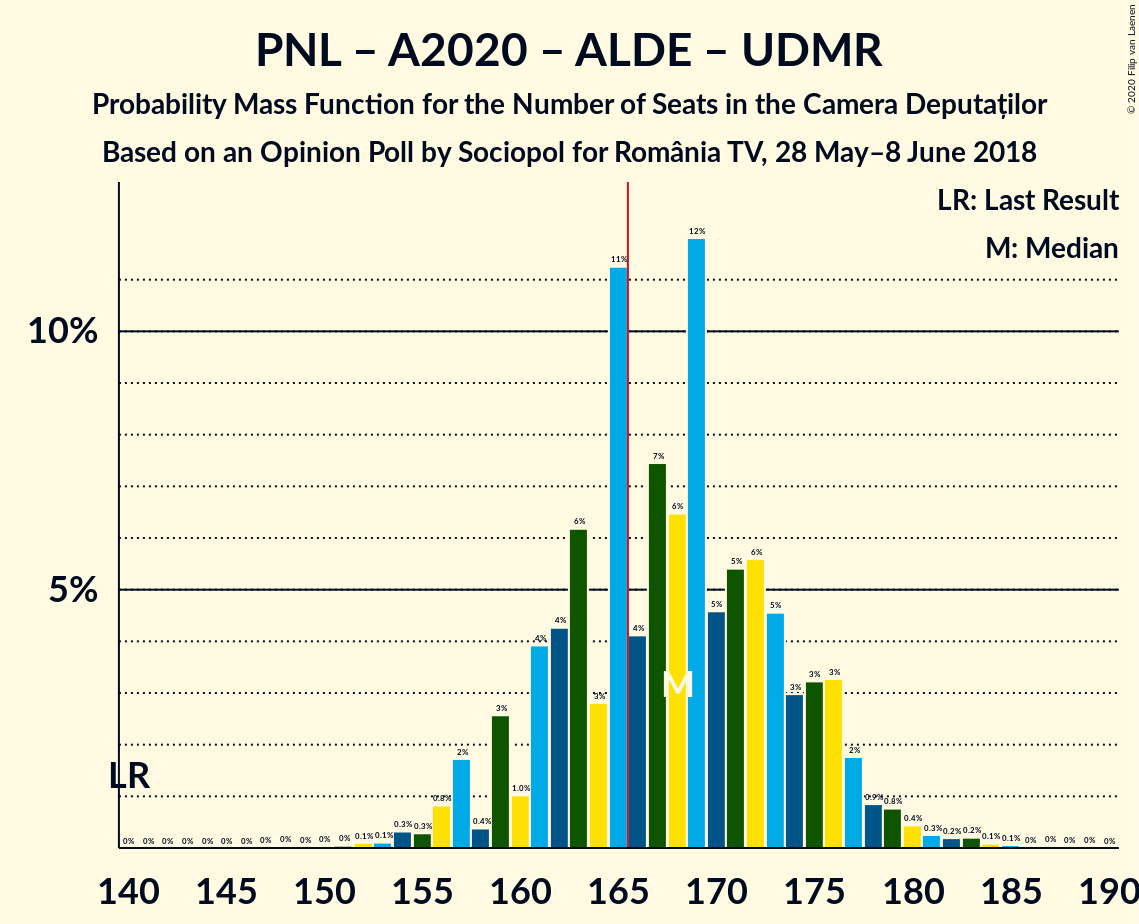 PNL – A2020 – ALDE – UDMR
Probability Mass Function for the Number of Seats in the Camera Deputaților
Based on an Opinion Poll by Sociopol for România TV, 28 May–8 June 2018
© 2020 Filip van Laenen
LR: Last Result
M: Median
10%
5%
LR
M
0% 0% 0% 0% 0% 0% 0% 0% 0% 0% 0% 0% 0.1% 0.1% 0.3% 0.3% 0.8% 2% 0.4% 3% 1.0% 4% 4% 6% 3% 11% 4% 7% 6% 12% 5% 5% 6% 5% 3% 3% 3% 2% 0.9% 0.8% 0.4% 0.3% 0.2% 0.2% 0.1% 0.1% 0% 0% 0% 0% 0%
140 145 150 155 160 165 170 175 180 185 190